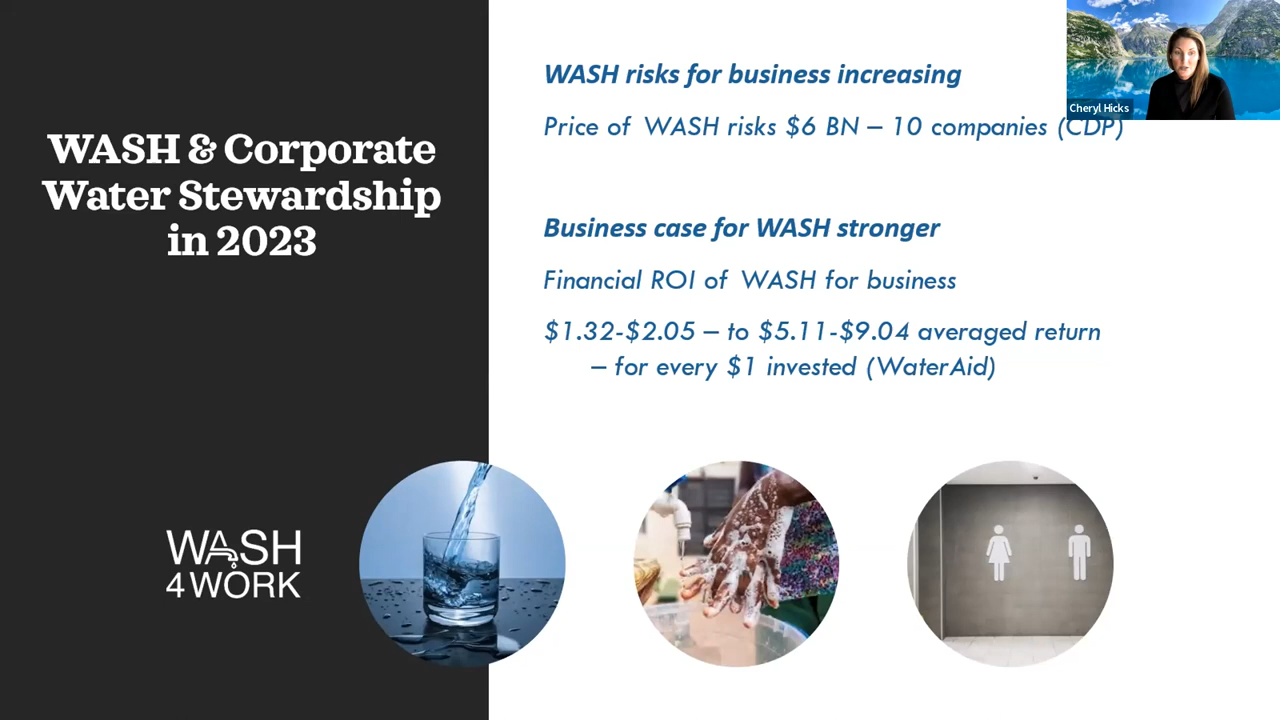 WASH & Corporate
Water Stewardship
in 2023
WASH risks for business increasing
Price of WASH risks $6 BN – 10 companies (CDP)
Business case for WASH stronger
Financial ROI of WASH for business
$1.32-$2.05 – to $5.11-$9.04 averaged return
– for every $1 invested (WaterAid)
WASH
4WORK
Cheryl Hicks